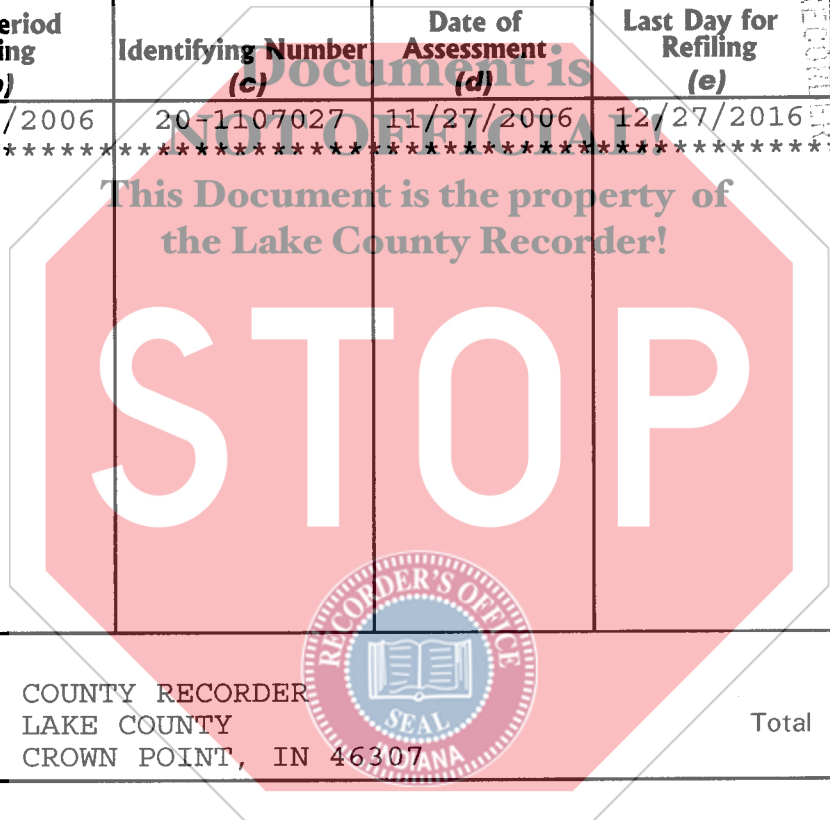 eriod
ing Identifying Number Date of Assessment Last Day for Refiling
) (c) (d) (e)
Document is
/2006 20-1107027 11/27/2006 12/27/2016
NOT OFFICIAL!
******************************************************
This Document is the property of
the Lake County Recorder!
STOP
RECORDER'S OFFICE
SEAL
INDIANA
COUNTY RECORDER
LAKE COUNTY Total
CROWN POINT, IN 46307